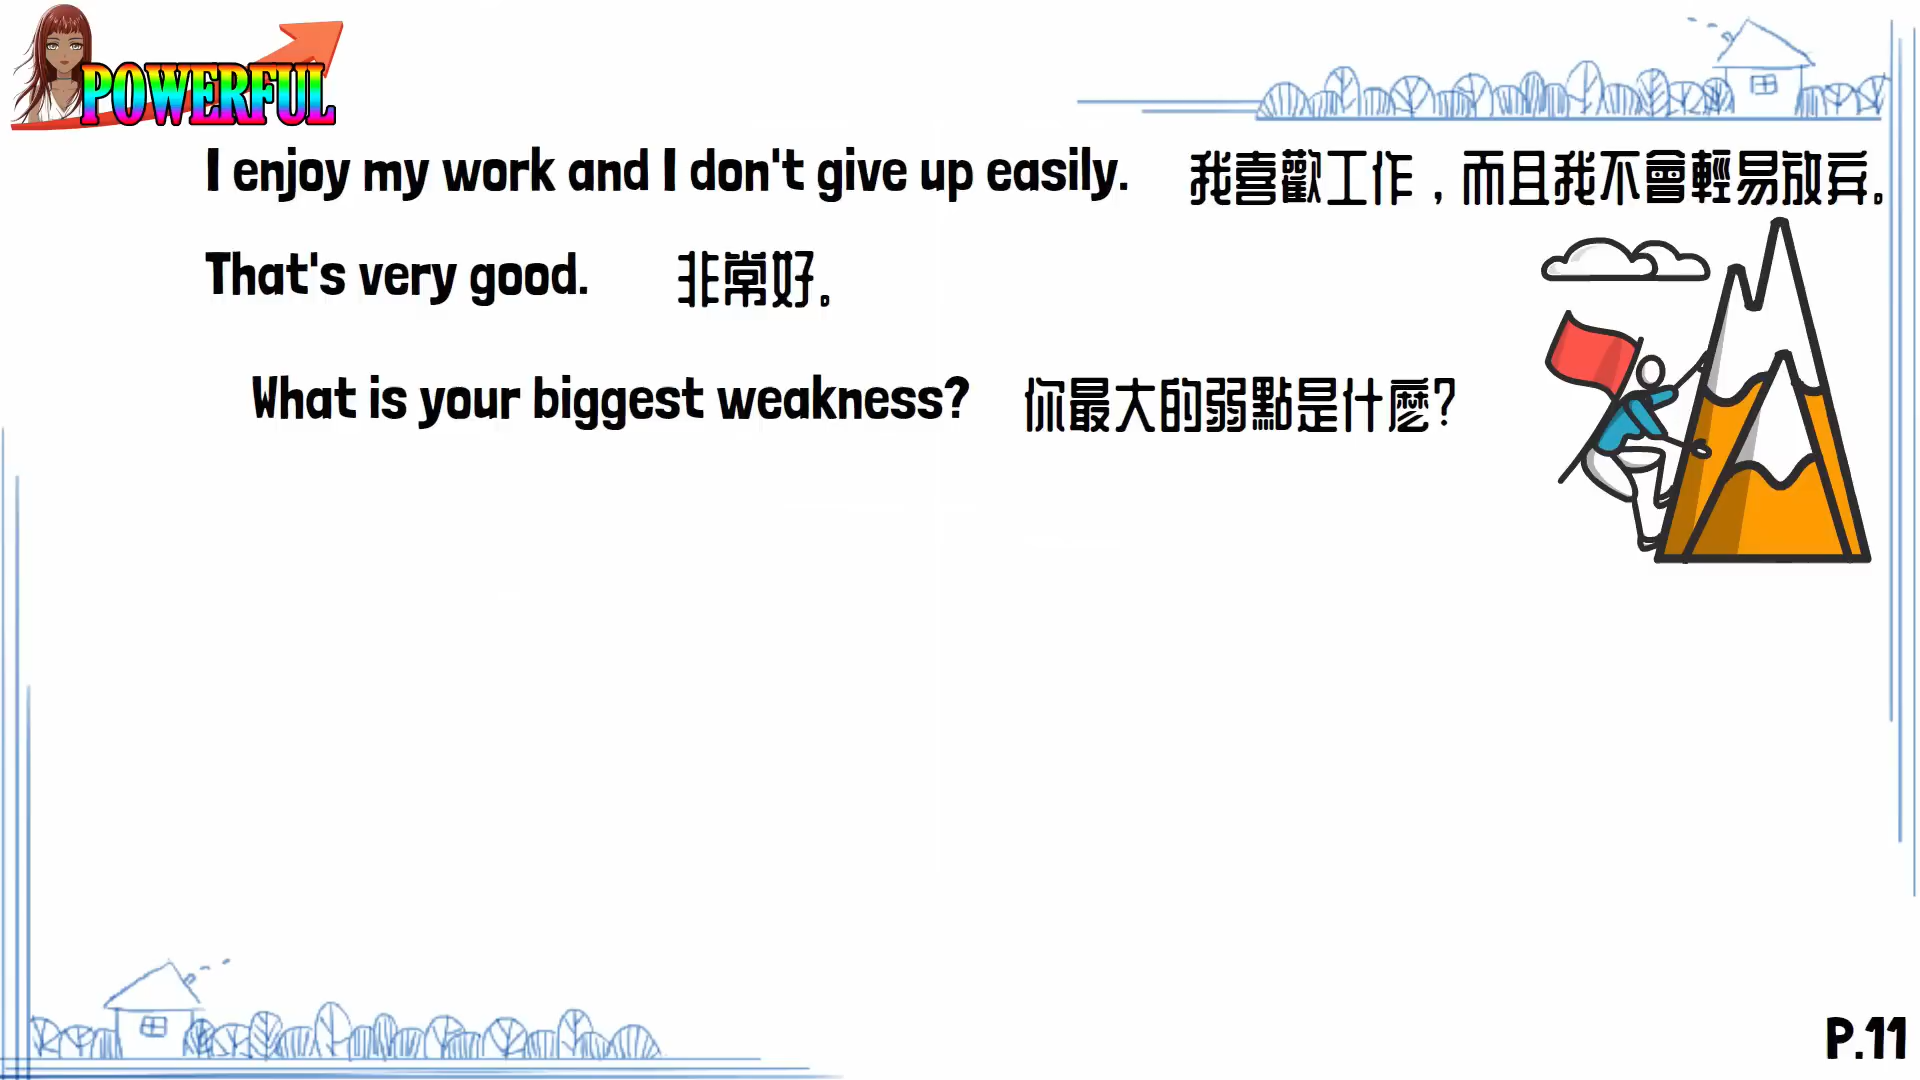 POWERFUL
I enjoy my work and I don't give up easily. 我喜歡工作，而且我不會輕易放弃。
That's very good. 非常好。
What is your biggest weakness? 你最大的弱點是什麼?
P.11